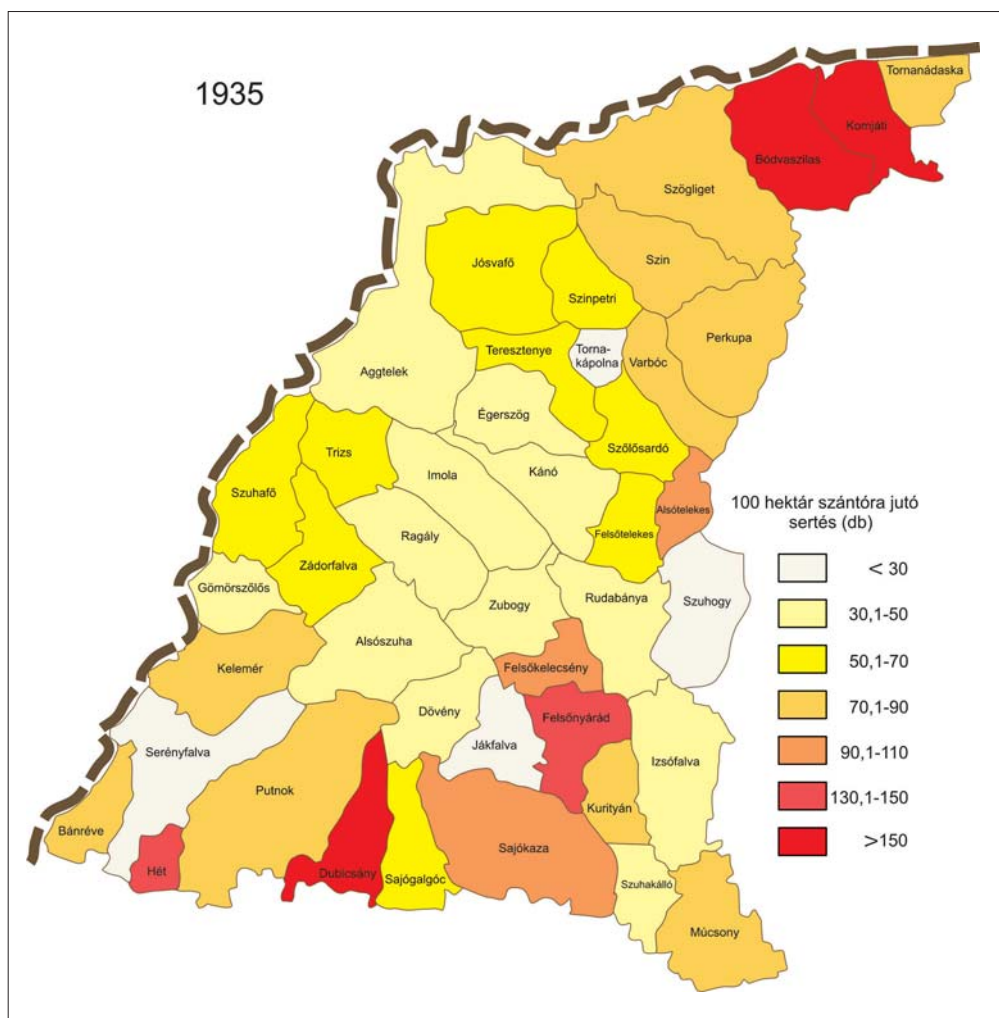 1935
Tornanádaska
Komjáti
Bódvaszilas
Szögliget
Jósvafő
Szin
Szinpetri
Perkupa
Teresztenye
Torna-
kápolna
Varbóc
Aggtelek
Égerszög
Szőlősardó
Trizs
Imola
Kánó
Szuhafő
Alsótelekes
Felsőtelekes
Ragály
Zádorfalva
Gömörszőlős
Zubogy
Rudabánya
Szuhogy
Alsószuha
Kelemér
Felsőkelecsény
Dövény
Felsőnyárád
Jákfalva
Serényfalva
Izsófalva
Putnok
Kurityán
Bánréve
Sajókaza
Hét
Dubicsány
Sajógalgóc
Szuhakálló
Múcsony
100 hektár szántóra jutó
sertés (db)
< 30
30,1-50
50,1-70
70,1-90
90,1-110
130,1-150
>150